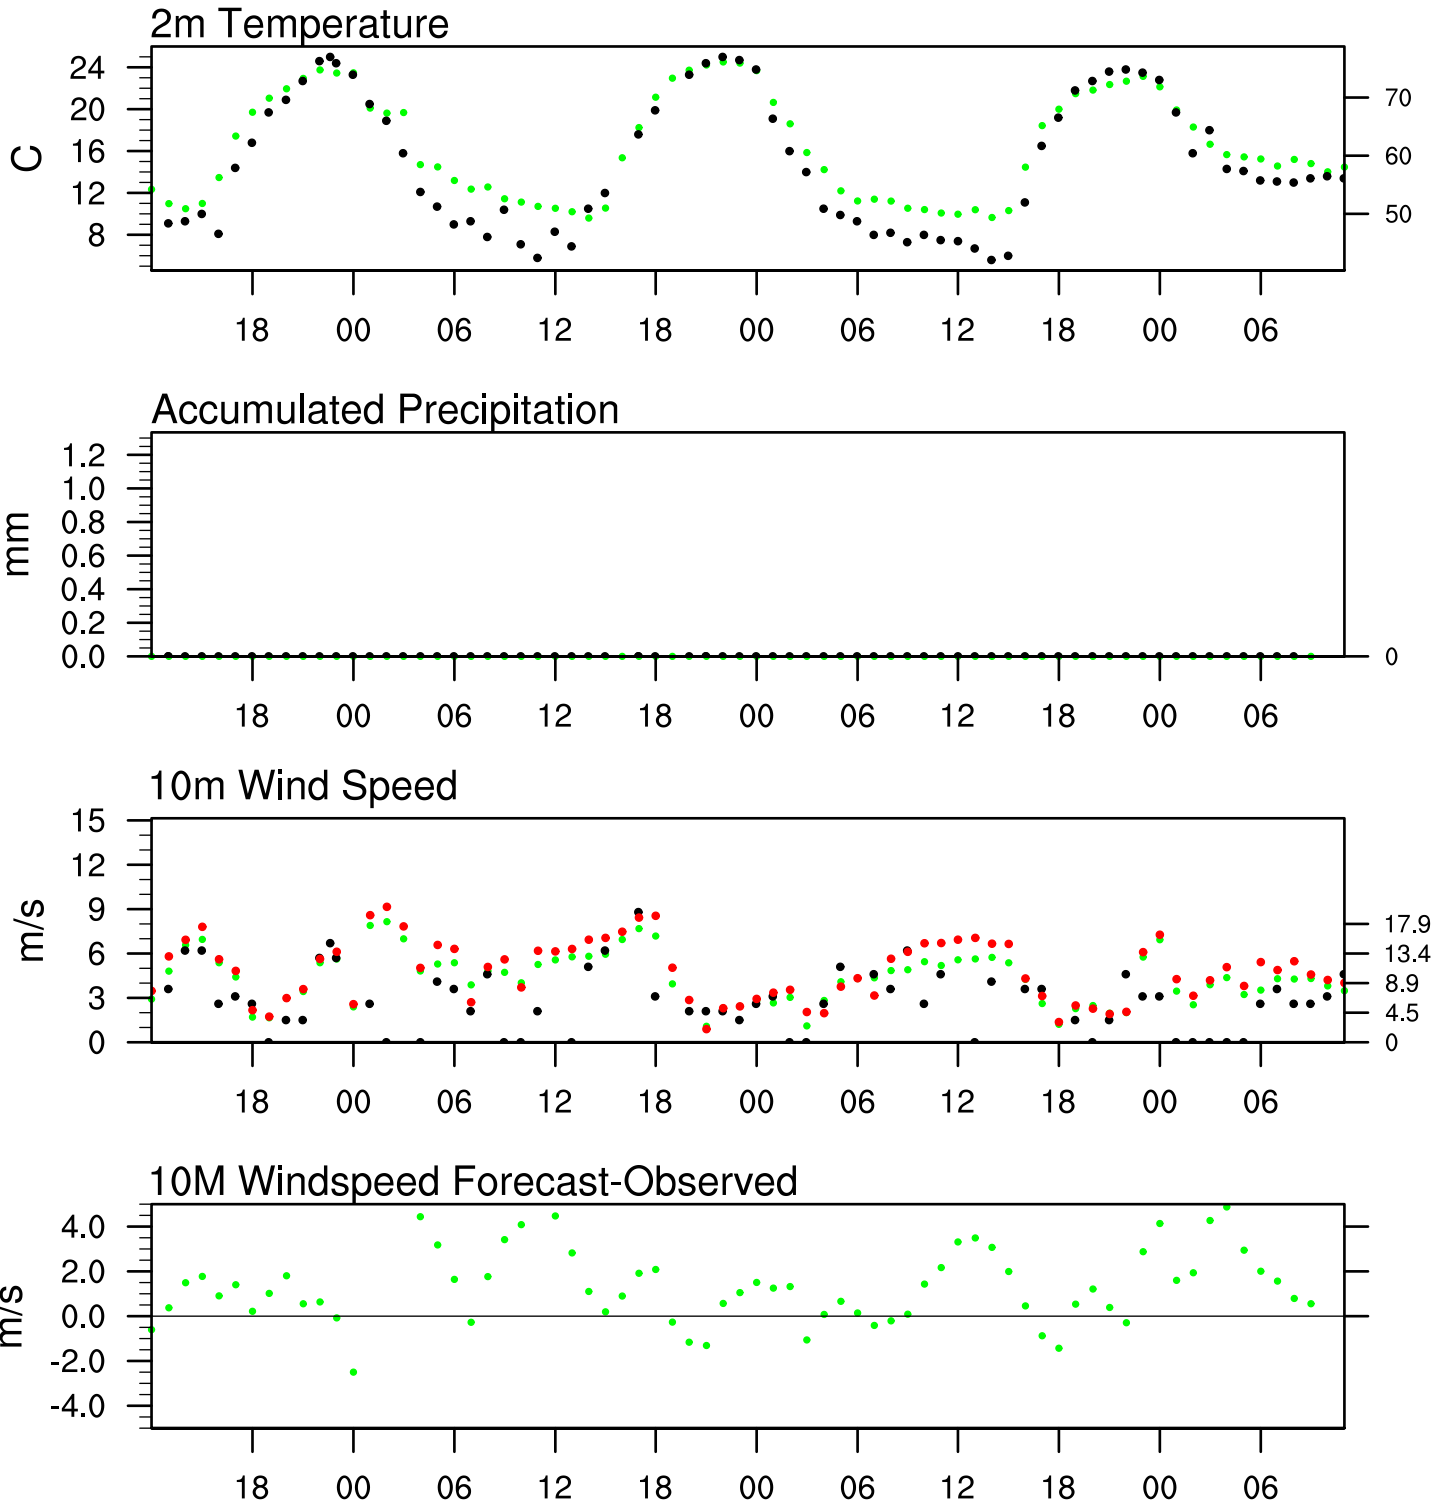 2m Temperature
24
20
16
12
8
C
70
60
50
18 00 06 12 18 00 06 12 18 00 06
Accumulated Precipitation
1.2
1.0
0.8
0.6
0.4
0.2
0.0
mm
0
18 00 06 12 18 00 06 12 18 00 06
10m Wind Speed
15
12
9
6
3
0
m/s
17.9
13.4
8.9
4.5
0
18 00 06 12 18 00 06 12 18 00 06
10M Windspeed Forecast-Observed
4.0
2.0
0.0
-2.0
-4.0
m/s
18 00 06 12 18 00 06 12 18 00 06